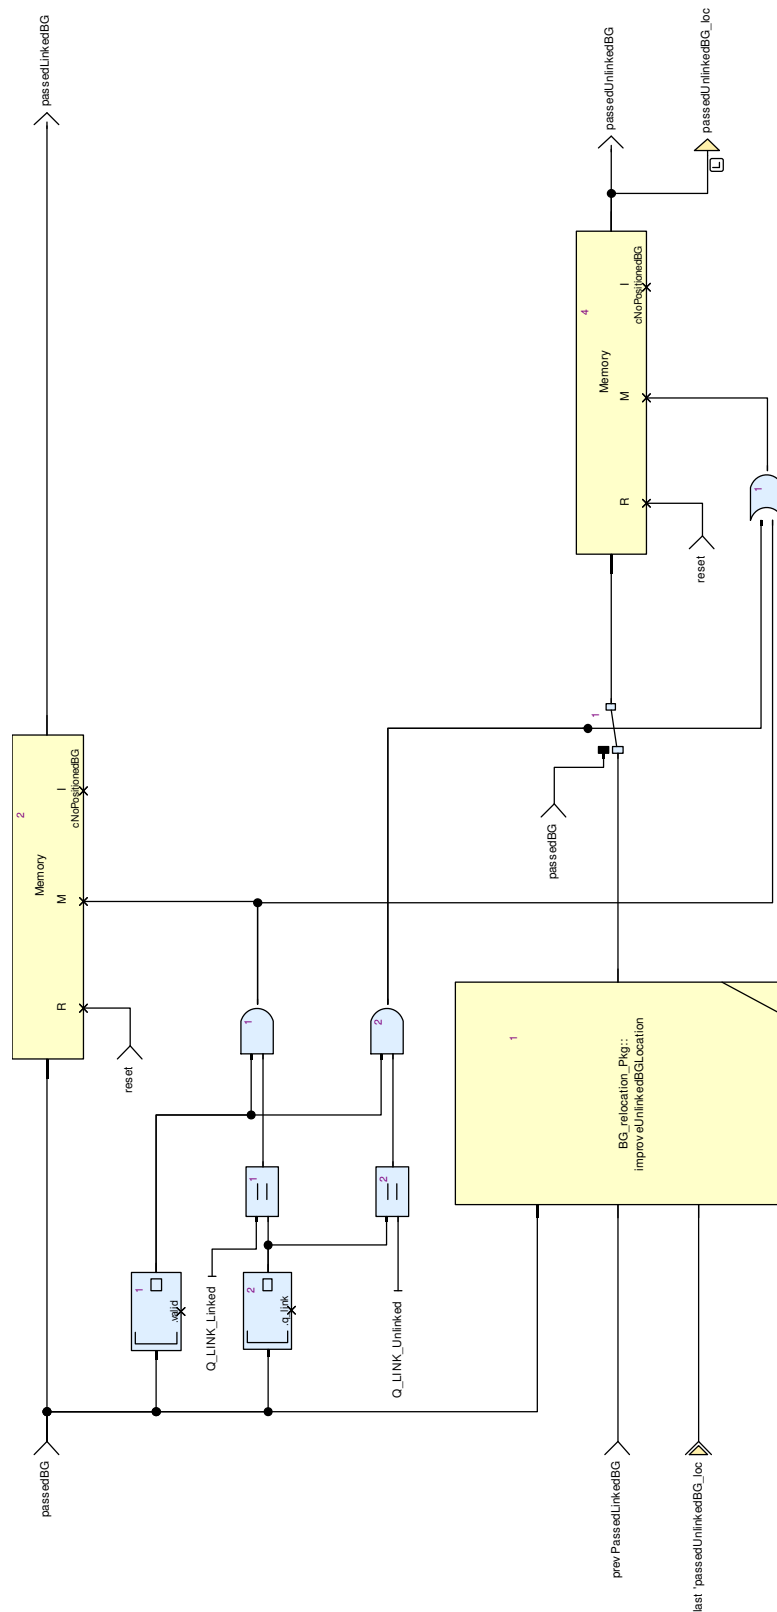 2
passedBG
Memory
passedLinkedBG
R
M
I
cNoPositionedBG
reset
1
.valid
Q_LINK_Linked
2
.q_link
1
1
2
2
Q_LINK_Unlinked
1
BG_relocation_Pkg::
improveUnlinkedBGLocation
passedBG
1
4
Memory
R
M
I
cNoPositionedBG
passedUnlinkedBG
prevPassedLinkedBG
last 'passedUnlinkedBG_loc
reset
L
passedUnlinkedBG_loc
1